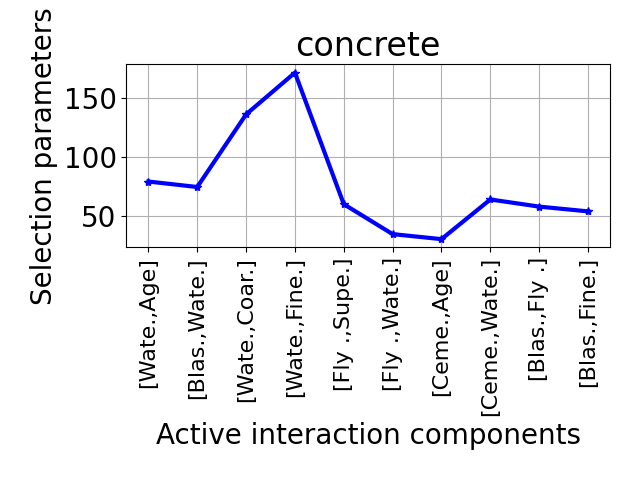 concrete
Selection parameters
150
100
50
[Wate.,Age]
[Blas.,Wate.]
[Wate.,Coar.]
[Wate.,Fine.]
[Fly .,Supe.]
[Fly .,Wate.]
[Ceme.,Age]
[Ceme.,Wate.]
[Blas.,Fly .]
[Blas.,Fine.]
Active interaction components